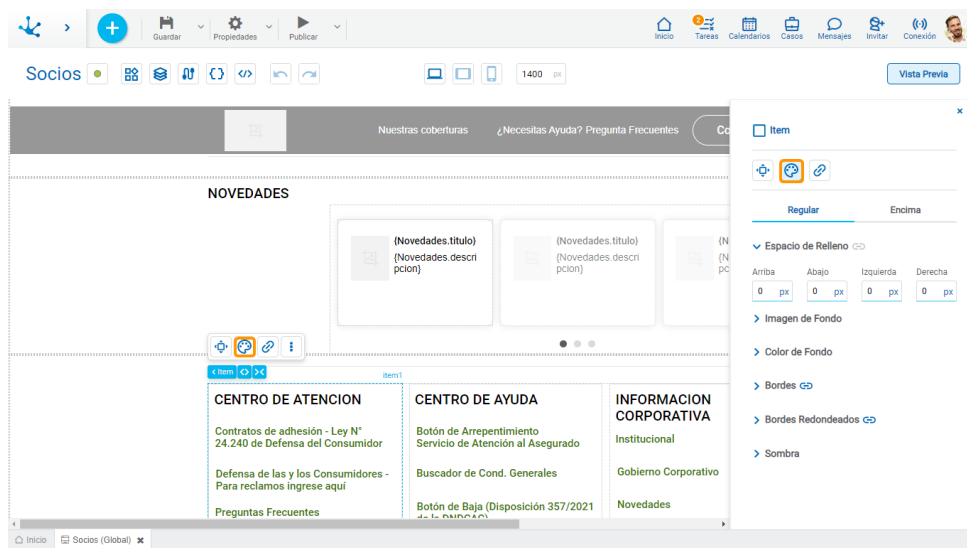 Guardar
Propiedades
Publicar
Inicio
2
Tareas
Calendarios
Casos
Mensajes
Invitar
Conexión
Socios
1400 px
Vista Previa
Nuestras coberturas
¿Necesitas Ayuda? Pregunta Frecuentes
Co
Item
Regular
Encima
Espacio de Relleno
Arriba
Abajo
Izquierda
Derecha
0 px
0 px
0 px
0 px
Imagen de Fondo
Color de Fondo
Bordes
Bordes Redondeados
Sombra
NOVEDADES
{Novedades.titulo}
{Novedades.descri
pcion}
{Novedades.titulo}
{Novedades.descri
pcion}
{N
{N
pc
Item
item1
CENTRO DE ATENCION
Contratos de adhesión - Ley N°
24.240 de Defensa del Consumidor
Defensa de las y los Consumidores -
Para reclamos ingrese aquí
Preguntas Frecuentes
CENTRO DE AYUDA
Botón de Arrepentimiento
Servicio de Atención al Asegurado
Buscador de Cond. Generales
Botón de Baja (Disposición 357/2021
de la DNDCAC)
INFORMACION
CORPORATIVA
Institucional
Gobierno Corporativo
Novedades
Inicio
Socios (Global)